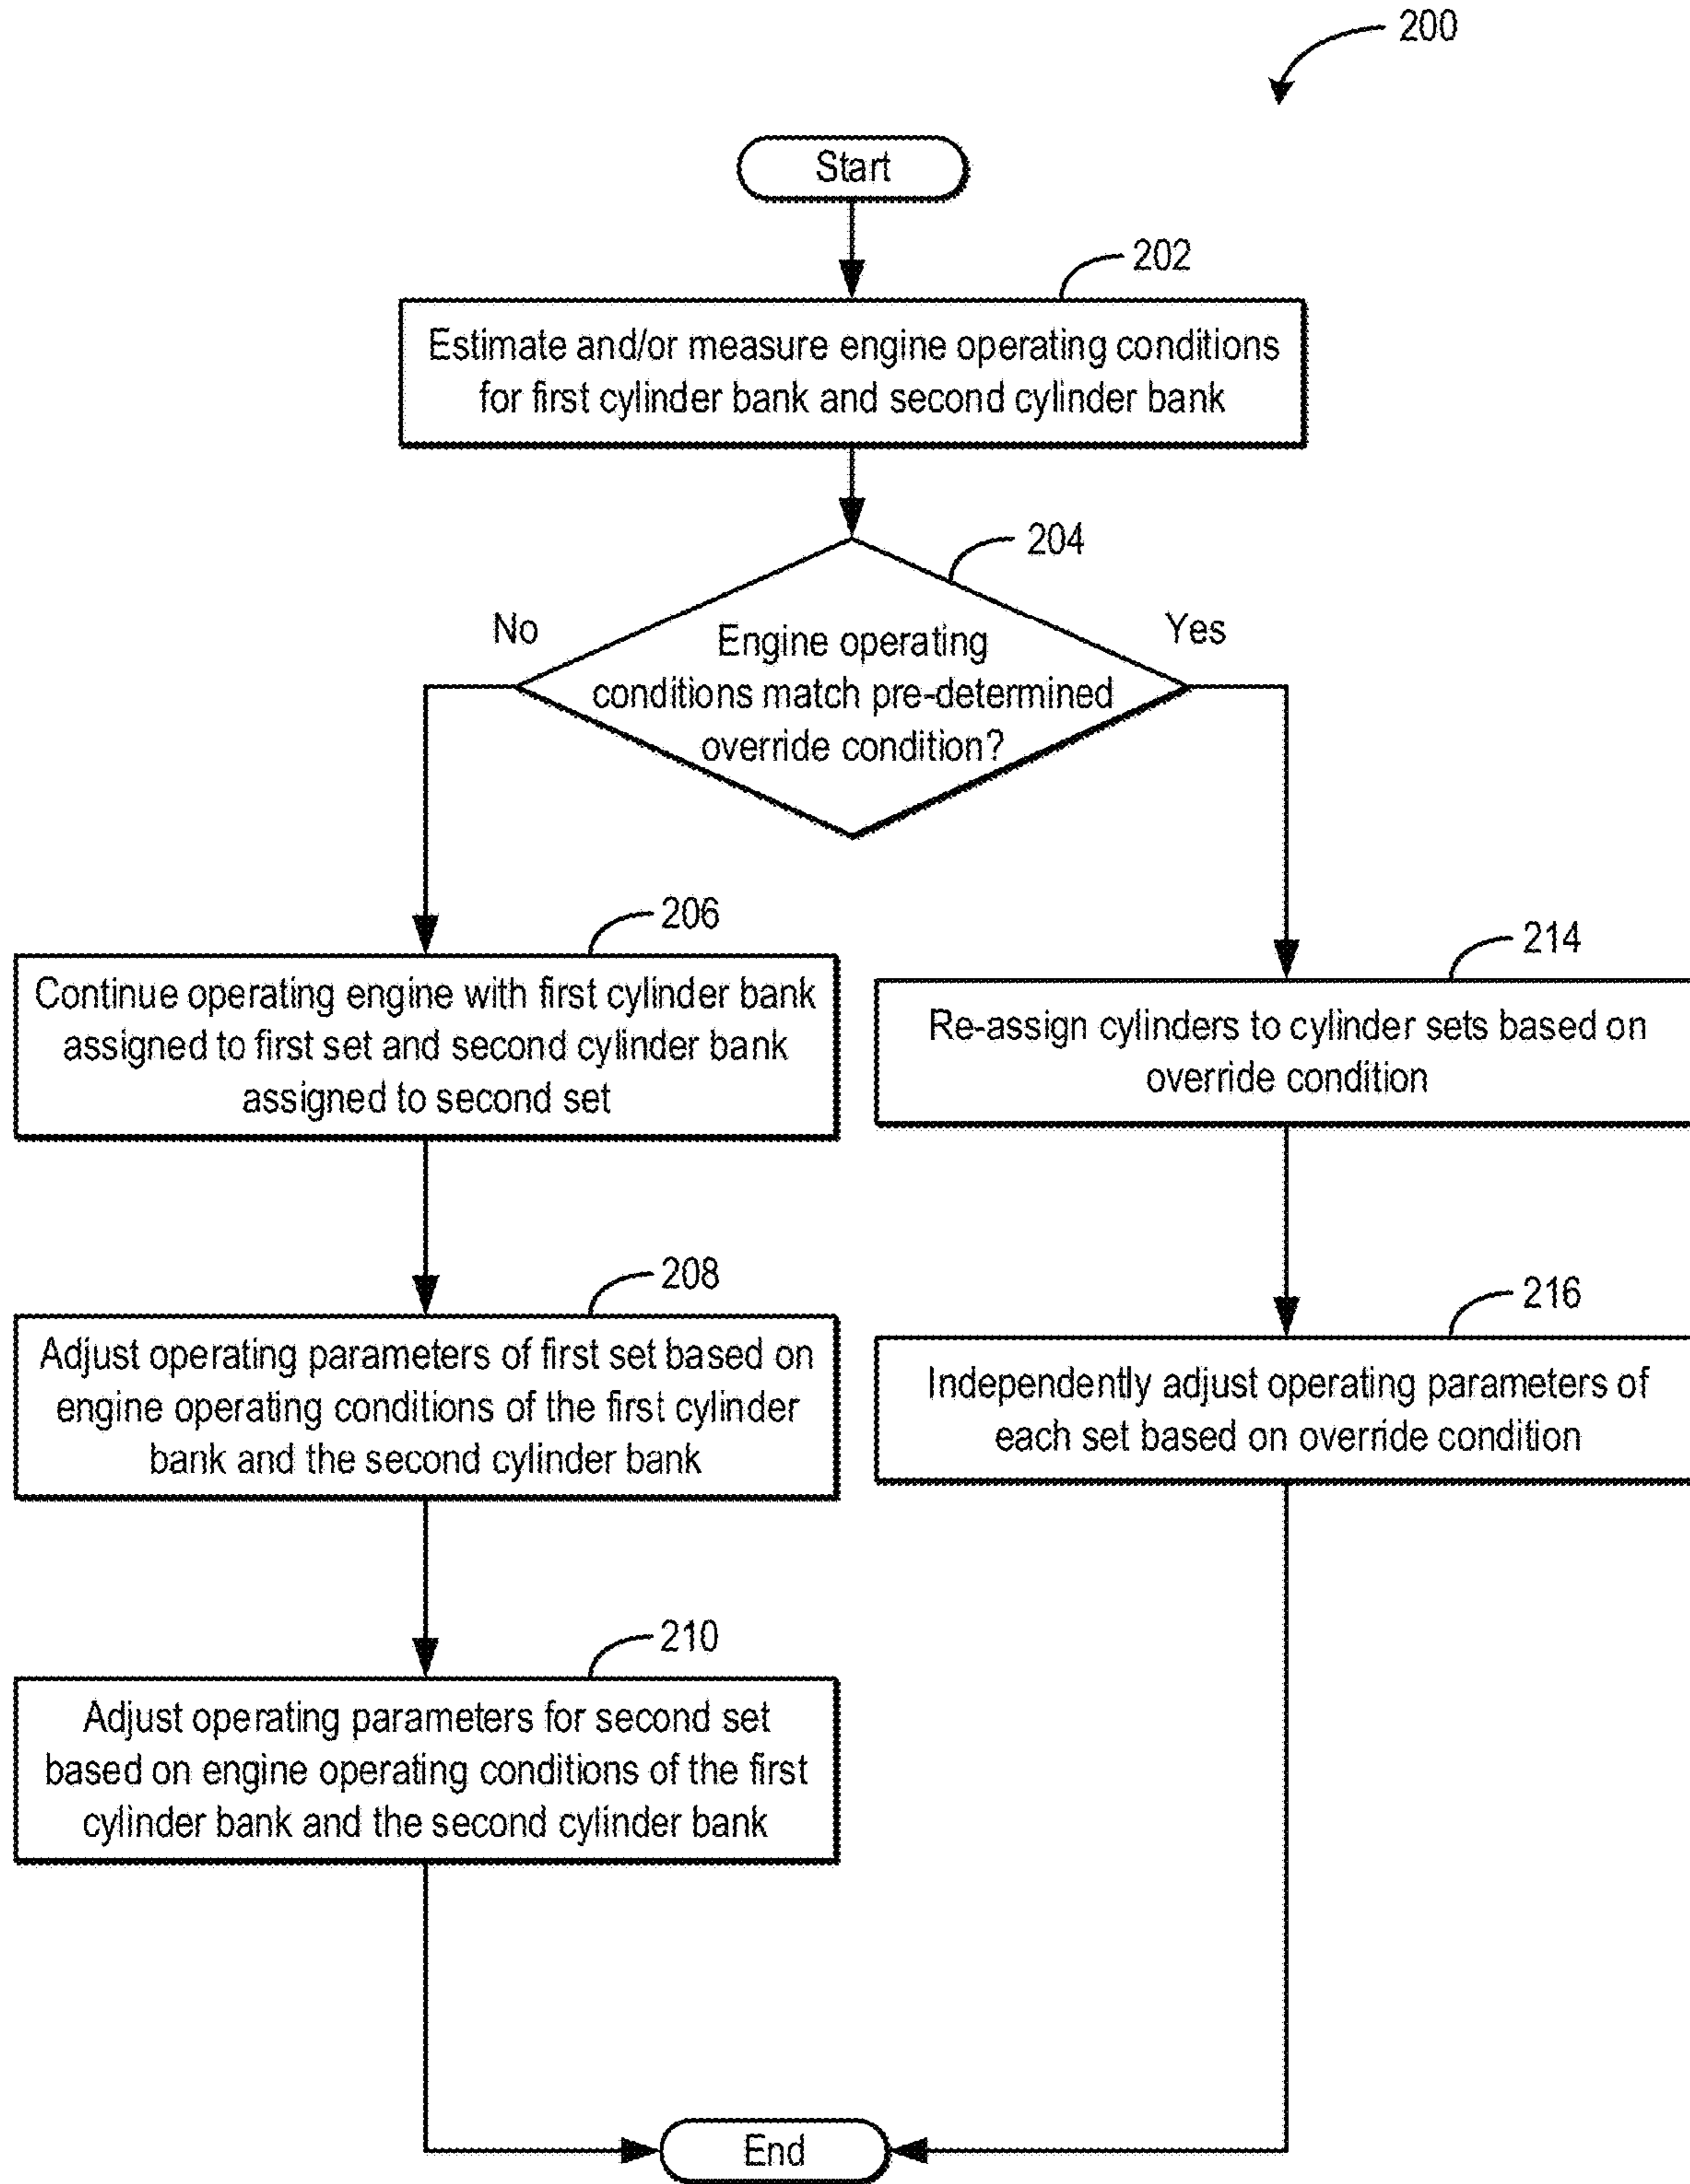 200
Start
202
Estimate and/or measure engine operating conditions
for first cylinder bank and second cylinder bank
204
No
Yes
Engine operating
conditions match pre-determined
override condition?
206
Continue operating engine with first cylinder bank
assigned to first set and second cylinder bank
assigned to second set
214
Re-assign cylinders to cylinder sets based on
override condition
208
Adjust operating parameters of first set based on
engine operating conditions of the first cylinder
bank and the second cylinder bank
216
Independently adjust operating parameters of
each set based on override condition
210
Adjust operating parameters for second set
based on engine operating conditions of the first
cylinder bank and the second cylinder bank
End